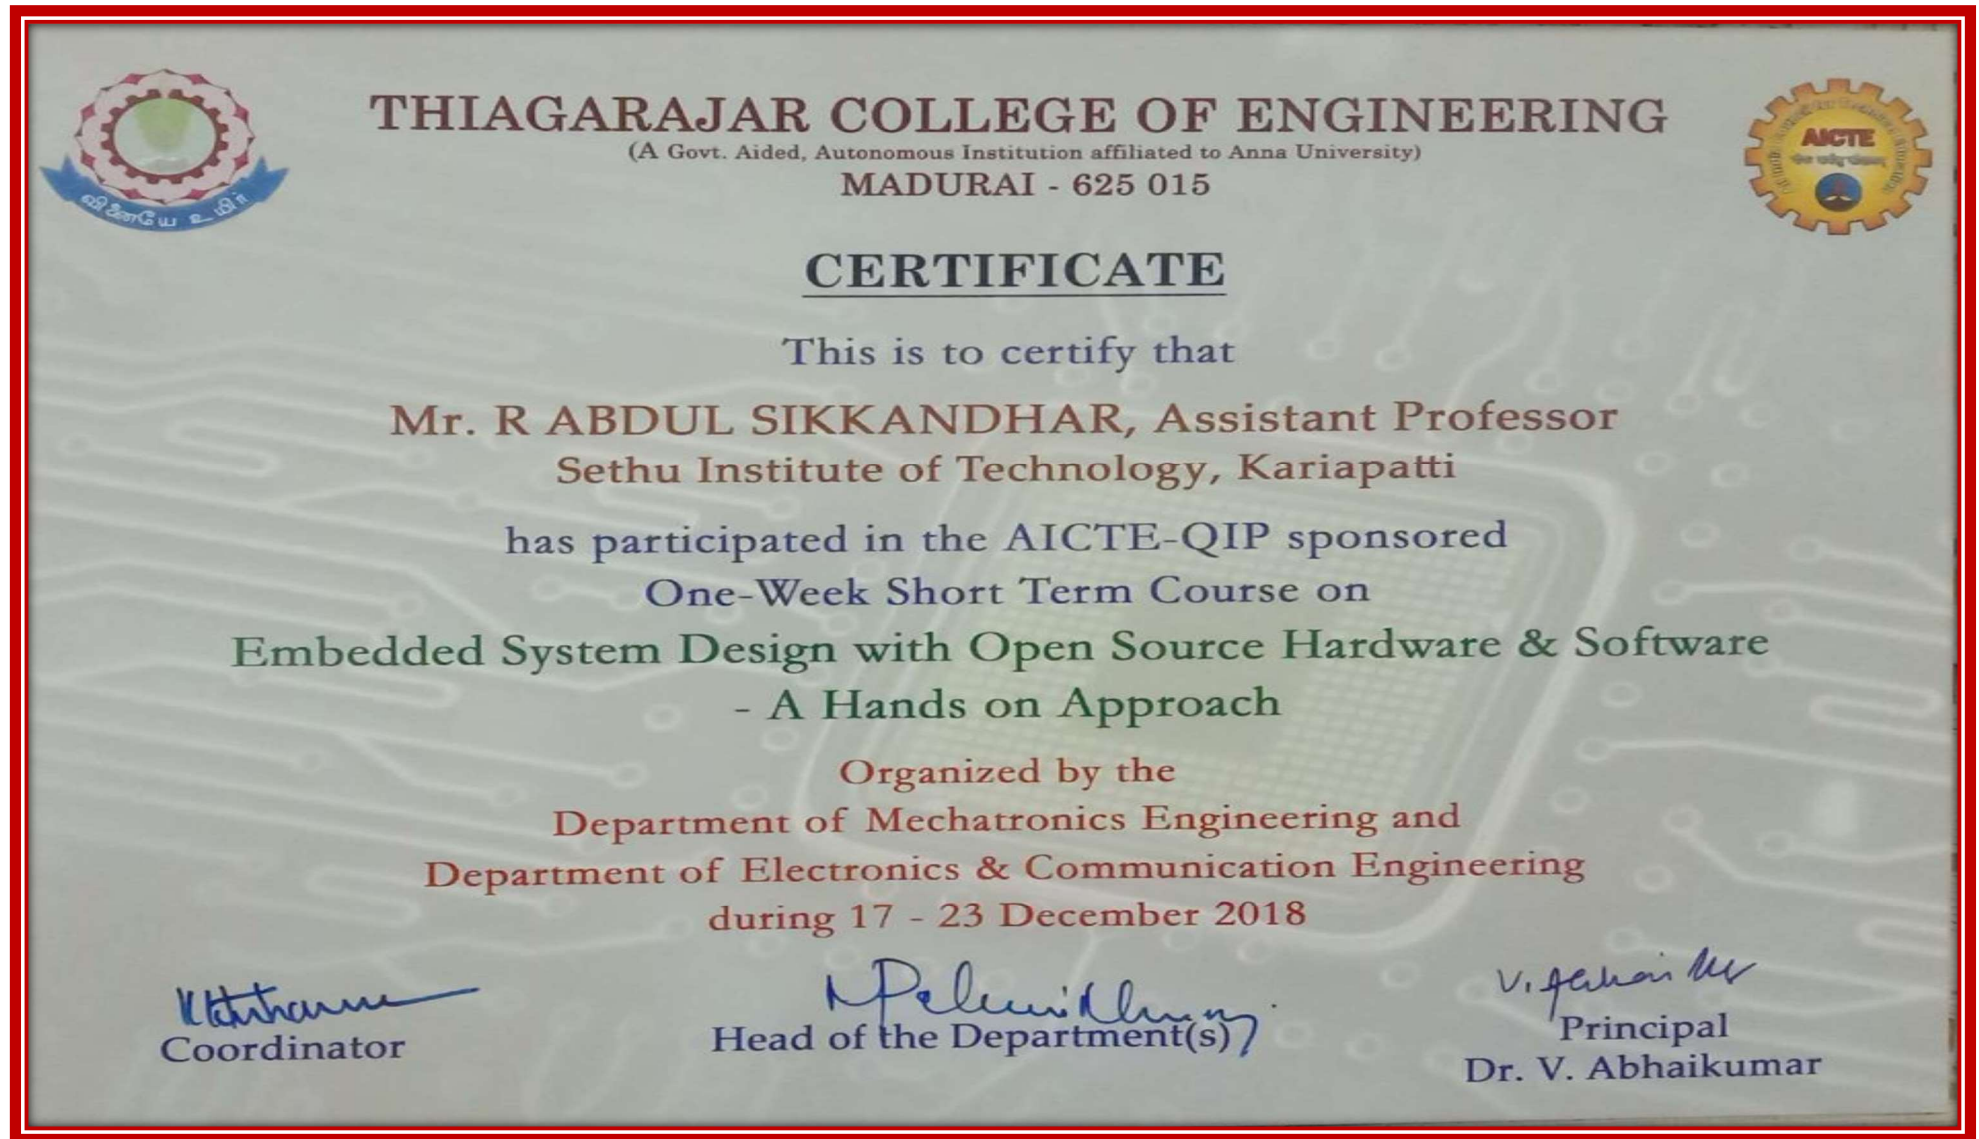 THIAGARAJAR COLLEGE OF ENGINEERING
(A Govt. Aided, Autonomous Institution affiliated to Anna University)
MADURAI - 625 015
வினையே உயிர்
AICTE
CERTIFICATE
This is to certify that
Mr. R ABDUL SIKKANDHAR, Assistant Professor
Sethu Institute of Technology, Kariapatti
has participated in the AICTE-QIP sponsored
One-Week Short Term Course on
Embedded System Design with Open Source Hardware & Software
- A Hands on Approach
Organized by the
Department of Mechatronics Engineering and
Department of Electronics & Communication Engineering
during 17 - 23 December 2018
Coordinator
Head of the Department(s)
Principal
Dr. V. Abhaikumar